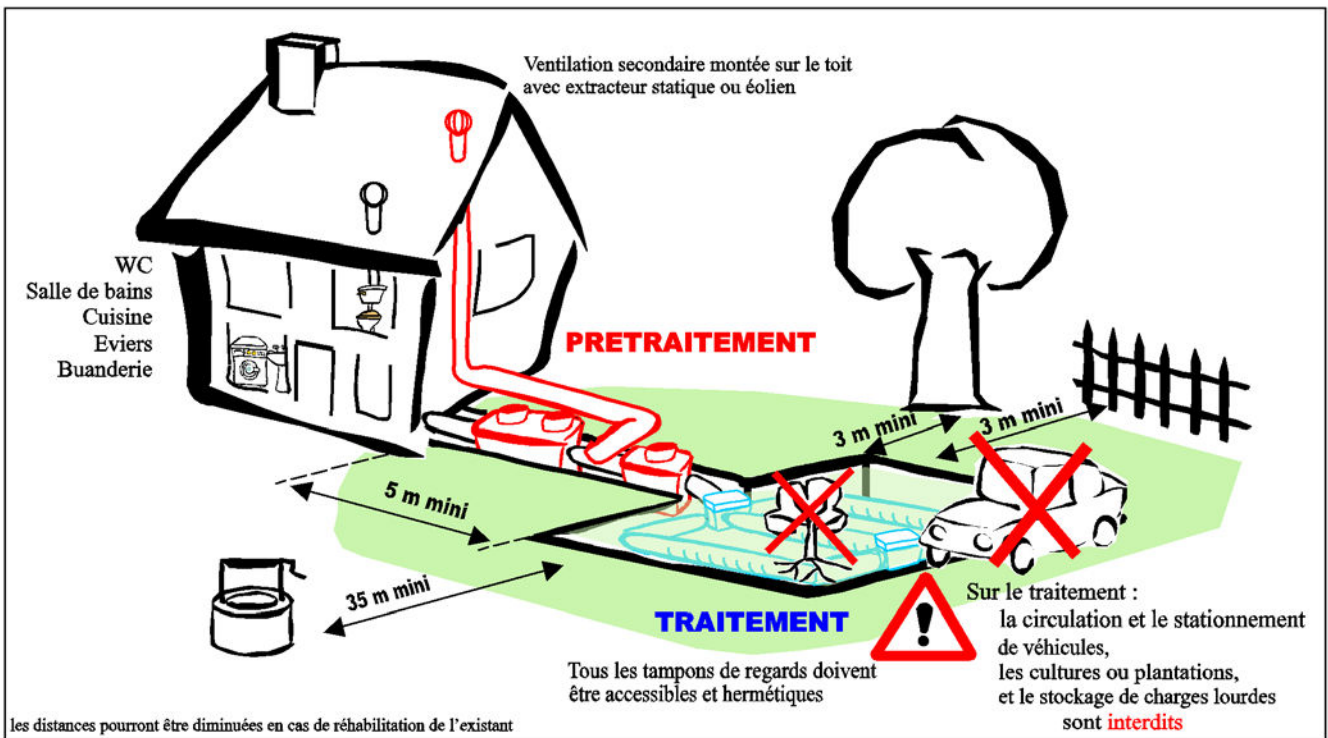 Ventilation secondaire montée sur le toit
avec extracteur statique ou éolien
WC
Salle de bains
Cuisine
Eviers
Buanderie
PRETRAITEMENT
3 m mini
3 m mini
5 m mini
35 m mini
TRAITEMENT
Sur le traitement :
la circulation et le stationnement
de véhicules,
les cultures ou plantations,
et le stockage de charges lourdes
sont interdits
Tous les tampons de regards doivent
être accessibles et hermétiques
les distances pourront être diminuées en cas de réhabilitation de l'existant